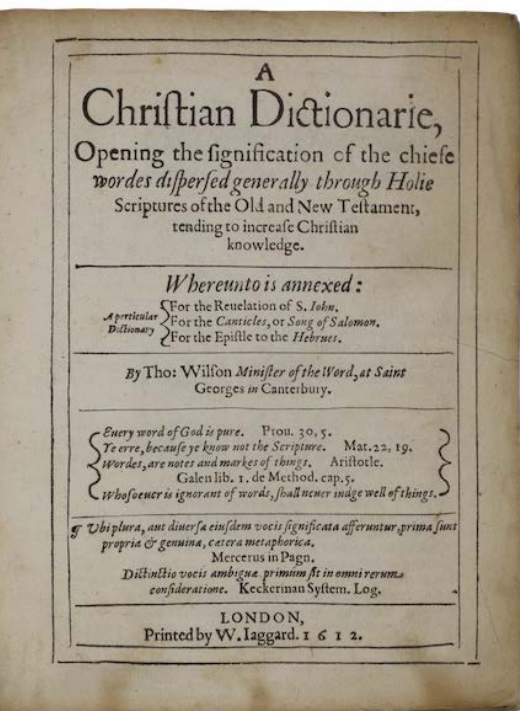 A
Chriſtian Dictionarie,
Opening the ſignification of the chiefe
wordes diſperſed generally through Holie
Scriptures of the Old and New Teſtament,
tending to increaſe Chriſtian
knowledge.
Whereunto is annexed:
A perticular
Dictionary
For the Reuelation of S. Iohn.
For the Canticles, or Song of Salomon.
For the Epiſtle to the Hebrues.
By Tho: Wilſon Miniſter of the Word, at Saint
Georges in Canterbury.
Euery word of God is pure. Prou. 30, 5.
Ye erre, becauſe ye know not the Scripture. Mat. 22, 19.
Wordes, are notes and markes of things. Ariſtotle.
Galen lib. 1. de Method. cap. 5.
Whoſoeuer is ignorant of words, ſhall neuer iudge well of things.
¶ Vbi plura, aut diuerſa eiuſdem vocis ſignificata afferuntur, prima ſunt
propria & genuina, cætera metaphorica.
Mercerus in Pagn.
Diſtinctio vocis ambiguæ primum ſit in omni rerum
conſideratione. Keckerman Syſtem. Log.
LONDON,
Printed by W. Iaggard. 1612.